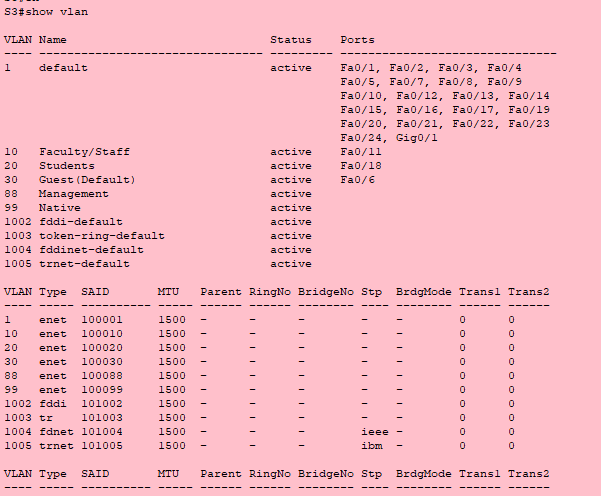 S3#show vlan
VLAN Name                             Status    Ports
---- -------------------------------- --------- -------------------------------
1    default                          active    Fa0/1, Fa0/2, Fa0/3, Fa0/4
                                                Fa0/5, Fa0/7, Fa0/8, Fa0/9
                                                Fa0/10, Fa0/12, Fa0/13, Fa0/14
                                                Fa0/15, Fa0/16, Fa0/17, Fa0/19
                                                Fa0/20, Fa0/21, Fa0/22, Fa0/23
                                                Fa0/24, Gig0/1
10   Faculty/Staff                    active    Fa0/11
20   Students                         active    Fa0/18
30   Guest(Default)                   active    Fa0/6
88   Management                       active
99   Native                           active
1002 fddi-default                     active
1003 token-ring-default               active
1004 fddinet-default                  active
1005 trnet-default                    active
VLAN Type  SAID       MTU   Parent RingNo BridgeNo Stp  BrdgMode Trans1 Trans2
---- ----- ---------- ----- ------ ------ -------- ---- -------- ------ ------
1    enet  100001     1500  -      -      -        -    -        0      0
10   enet  100010     1500  -      -      -        -    -        0      0
20   enet  100020     1500  -      -      -        -    -        0      0
30   enet  100030     1500  -      -      -        -    -        0      0
88   enet  100088     1500  -      -      -        -    -        0      0
99   enet  100099     1500  -      -      -        -    -        0      0
1002 fddi  101002     1500  -      -      -        -    -        0      0
1003 tr    101003     1500  -      -      -        -    -        0      0
1004 fdnet 101004     1500  -      -      -        ieee -        0      0
1005 trnet 101005     1500  -      -      -        ibm  -        0      0
VLAN Type  SAID       MTU   Parent RingNo BridgeNo Stp  BrdgMode Trans1 Trans2
---- ----- ---------- ----- ------ ------ -------- ---- -------- ------ ------